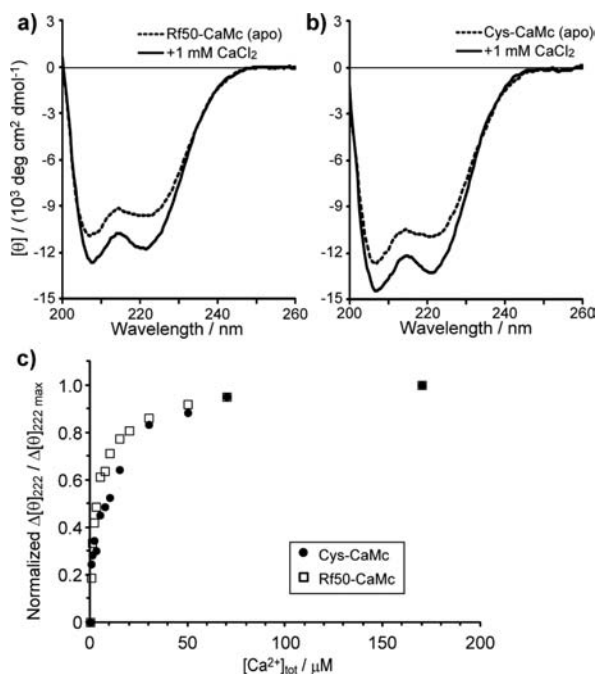 a)
Rf50-CaMc (apo)
+1 mM CaCl₂
0
-3
-6
-9
-12
-15
3
[θ] / (10³ deg cm² dmol⁻¹)
200 220 240 260
Wavelength / nm
b)
Cys-CaMc (apo)
+1 mM CaCl₂
3
0
-3
-6
-9
-12
-15
200 220 240 260
Wavelength / nm
c)
Normalized Δ[θ]₂₂₂ / Δ[θ]₂₂₂ max
1.0
0.8
0.6
0.4
0.2
0
Cys-CaMc
Rf50-CaMc
0 50 100 150 200
[Ca²⁺]tot / μM